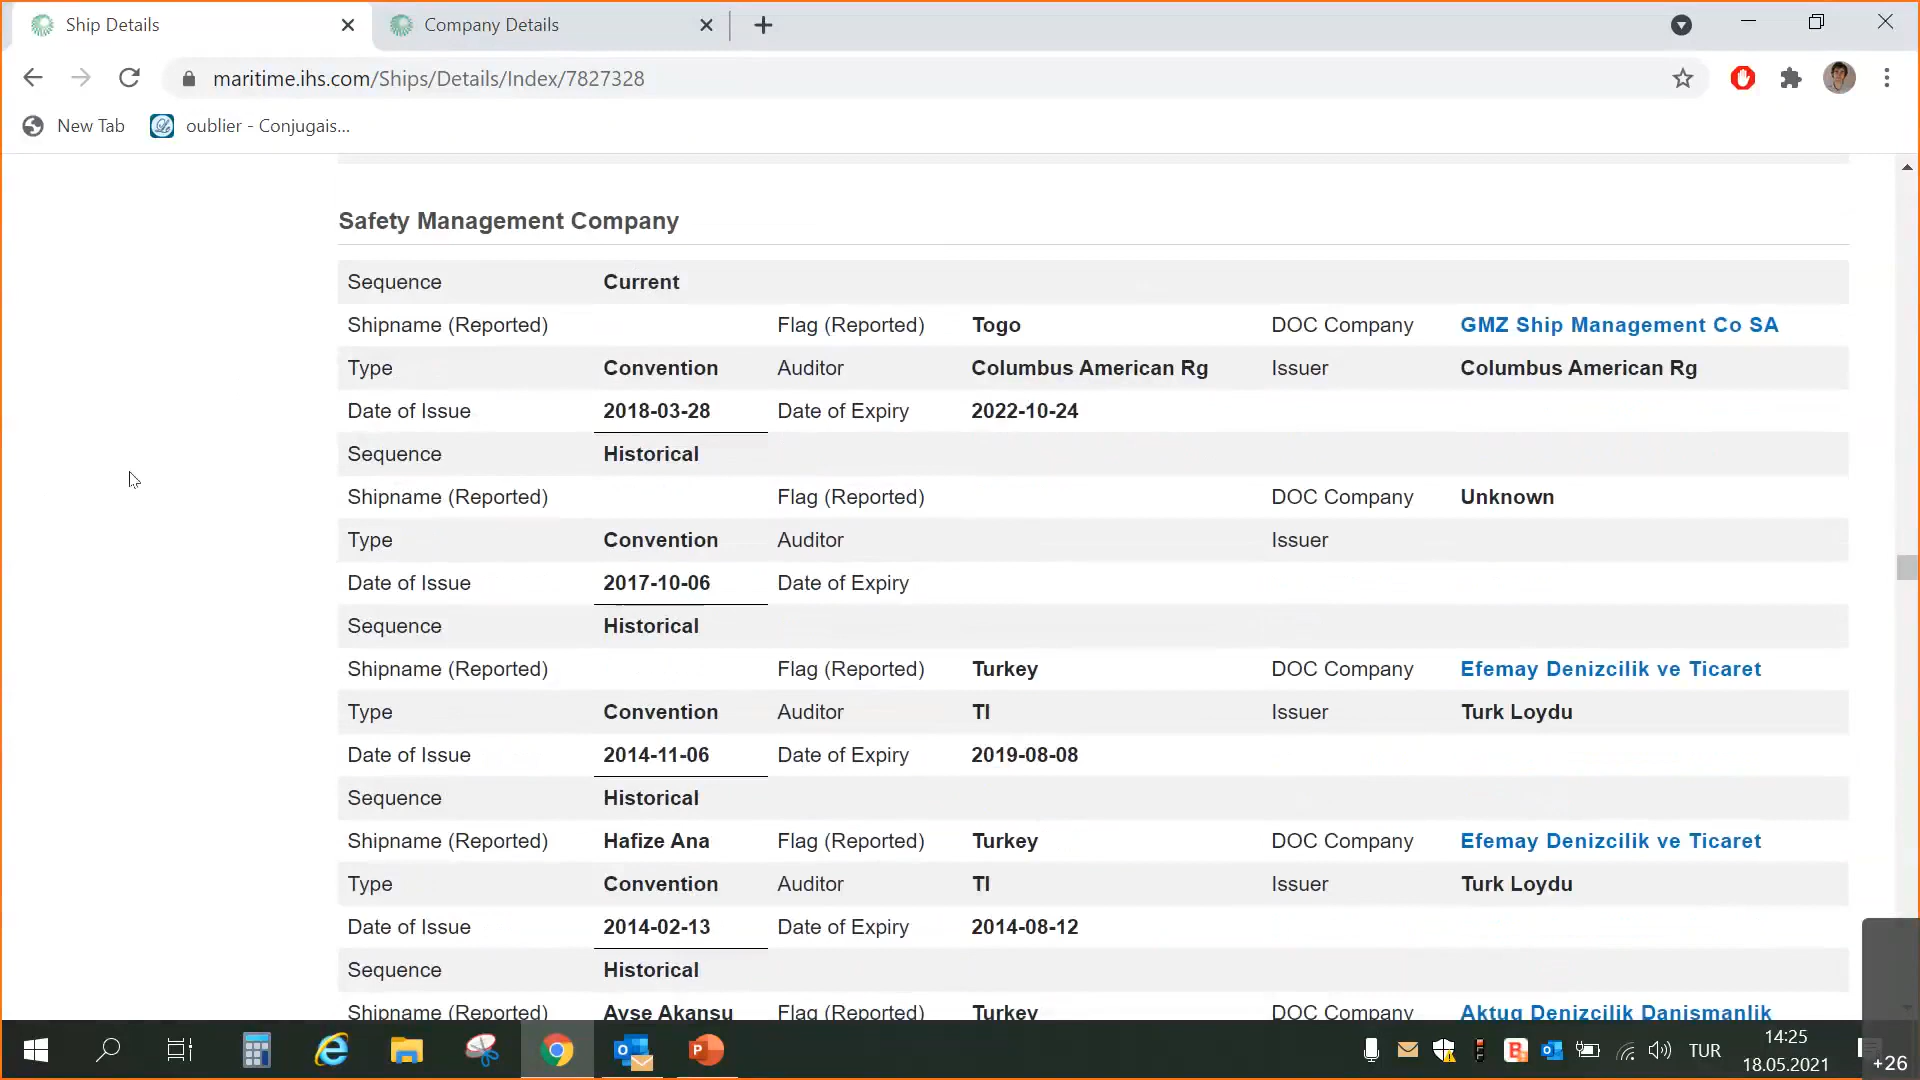 Ship Details
Company Details
maritime.ihs.com/Ships/Details/Index/7827328
New Tab
oublier - Conjugais...
Safety Management Company
Sequence Current
Shipname (Reported) Flag (Reported) Togo DOC Company GMZ Ship Management Co SA
Type Convention Auditor Columbus American Rg Issuer Columbus American Rg
Date of Issue 2018-03-28 Date of Expiry 2022-10-24
Sequence Historical
Shipname (Reported) Flag (Reported) DOC Company Unknown
Type Convention Auditor Issuer
Date of Issue 2017-10-06 Date of Expiry
Sequence Historical
Shipname (Reported) Flag (Reported) Turkey DOC Company Efemay Denizcilik ve Ticaret
Type Convention Auditor Tl Issuer Turk Loydu
Date of Issue 2014-11-06 Date of Expiry 2019-08-08
Sequence Historical
Shipname (Reported) Hafize Ana Flag (Reported) Turkey DOC Company Efemay Denizcilik ve Ticaret
Type Convention Auditor Tl Issuer Turk Loydu
Date of Issue 2014-02-13 Date of Expiry 2014-08-12
Sequence Historical
Shipname (Reported) Ayse Akansu Flag (Reported) Turkey DOC Company Aktug Denizcilik Danismanlik
TUR
14:25
18.05.2021
+26